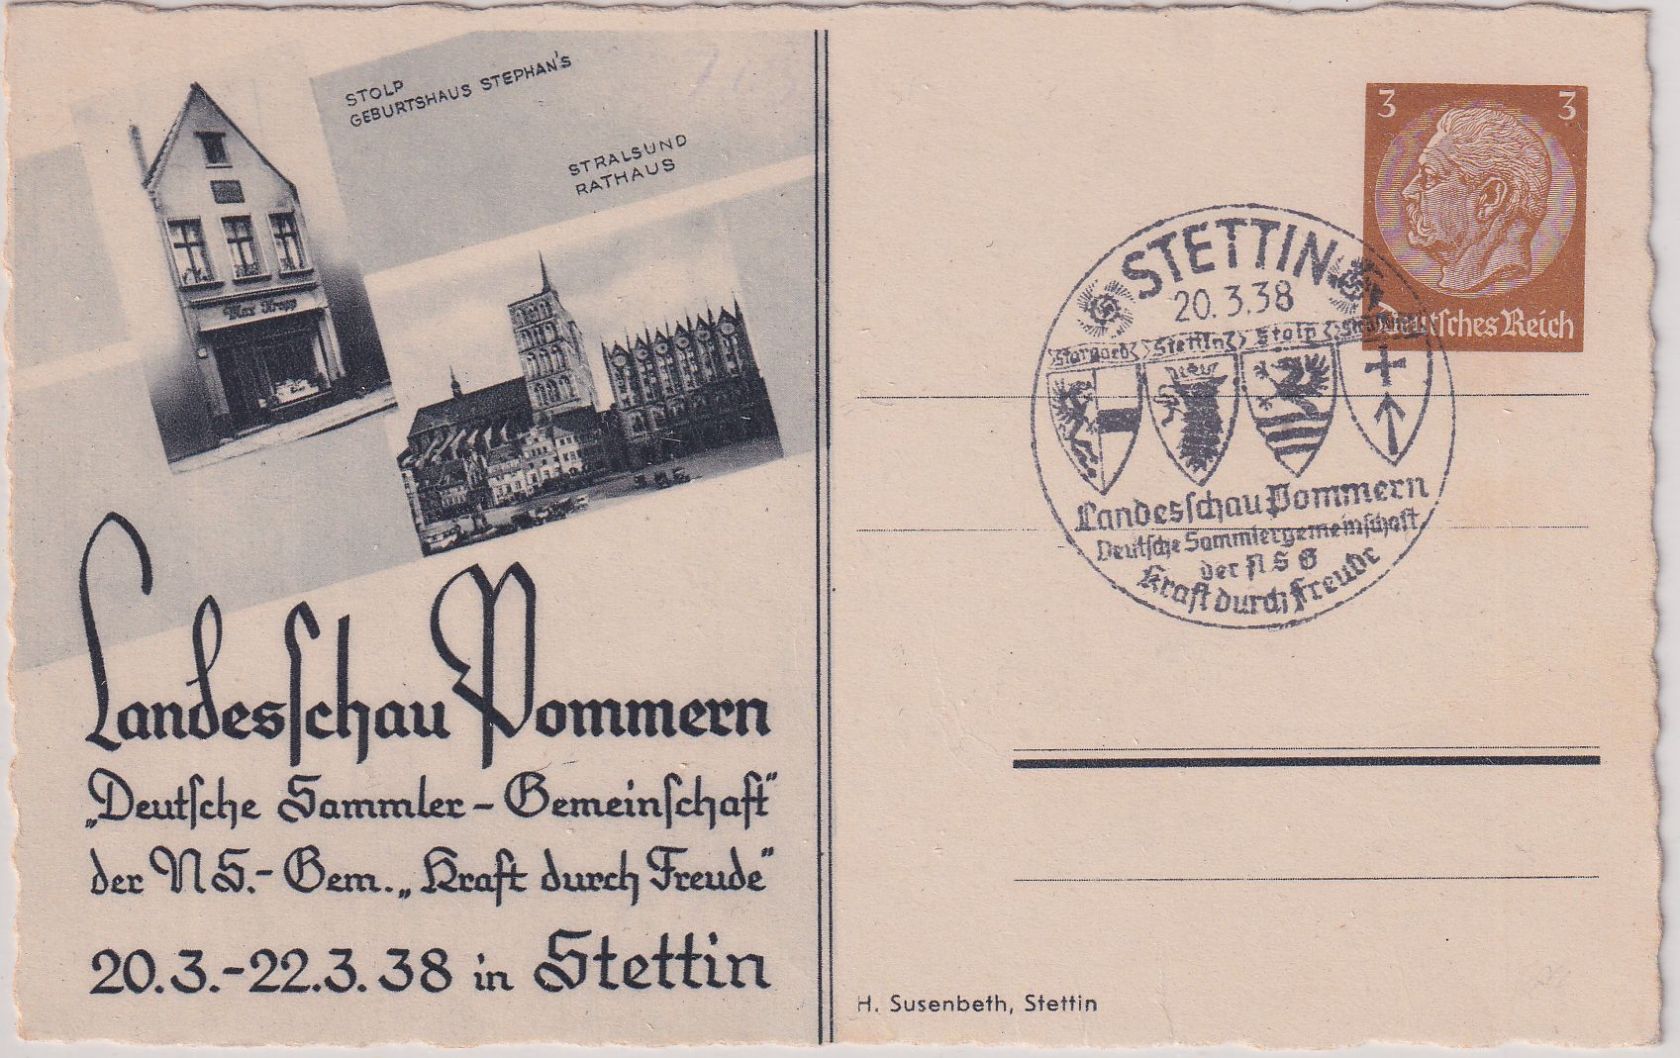 STOLP
GEBURTSHAUS STEPHAN'S
STRALSUND
RATHAUS
Max Krepp
Landesschau Pommern
„Deutsche Sammler-Gemeinschaft"
der NS.-Gem. „Kraft durch Freude"
20.3.-22.3.38 in Stettin
H. Susenbeth, Stettin
3 3
Deutsches Reich
STETTIN
20.3.38
Stargard Stettin Stolp
Landesschau Pommern
Deutsche Sammlergemeinschaft
der NSG
Kraft durch Freude